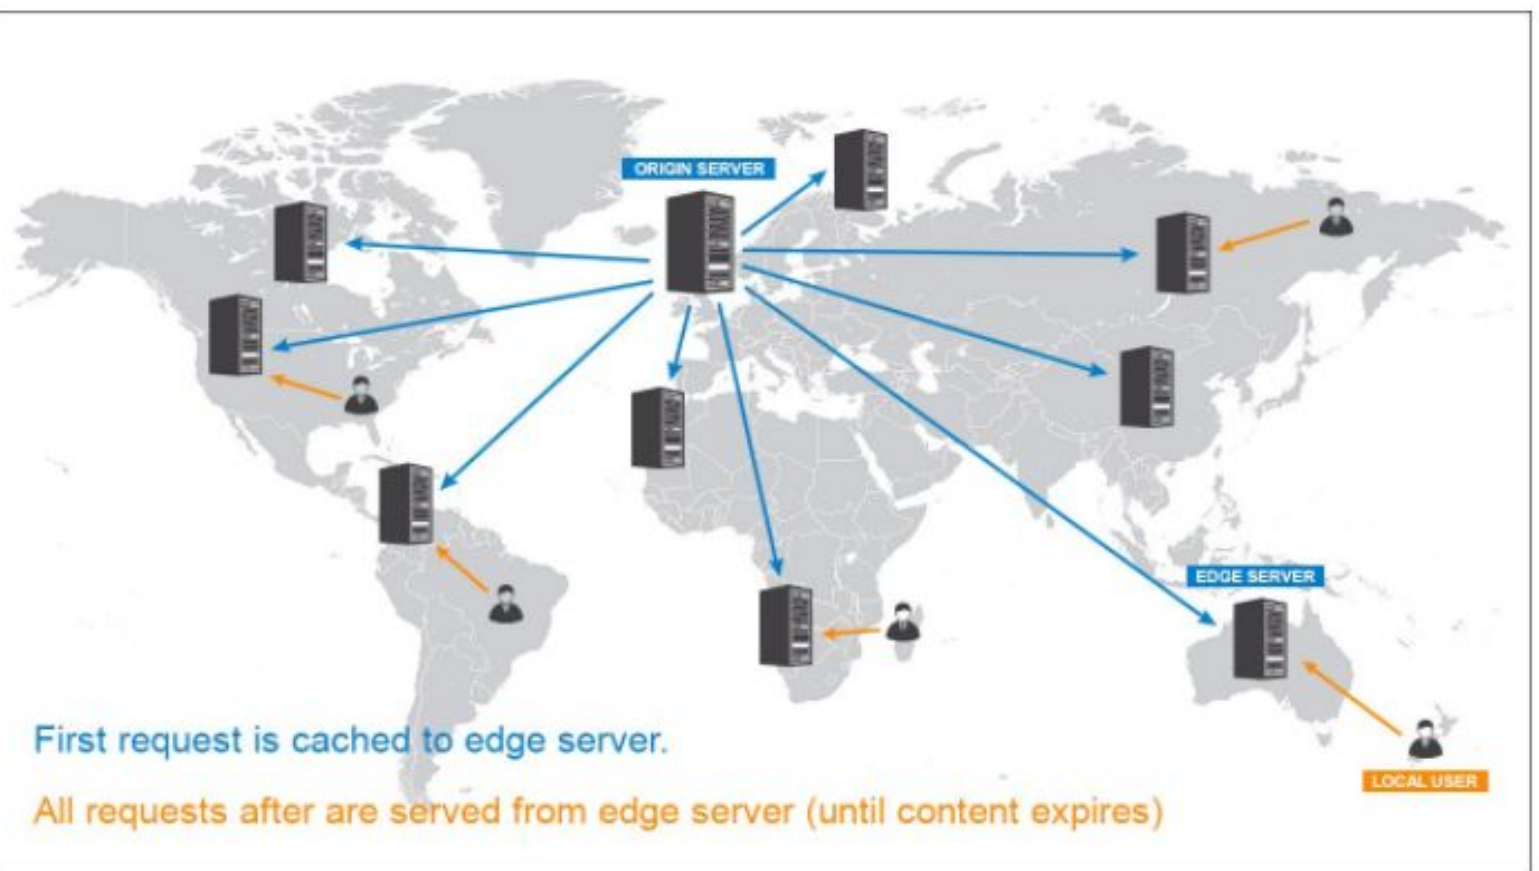 ORIGIN SERVER
EDGE SERVER
First request is cached to edge server.
LOCAL USER
All requests after are served from edge server (until content expires)